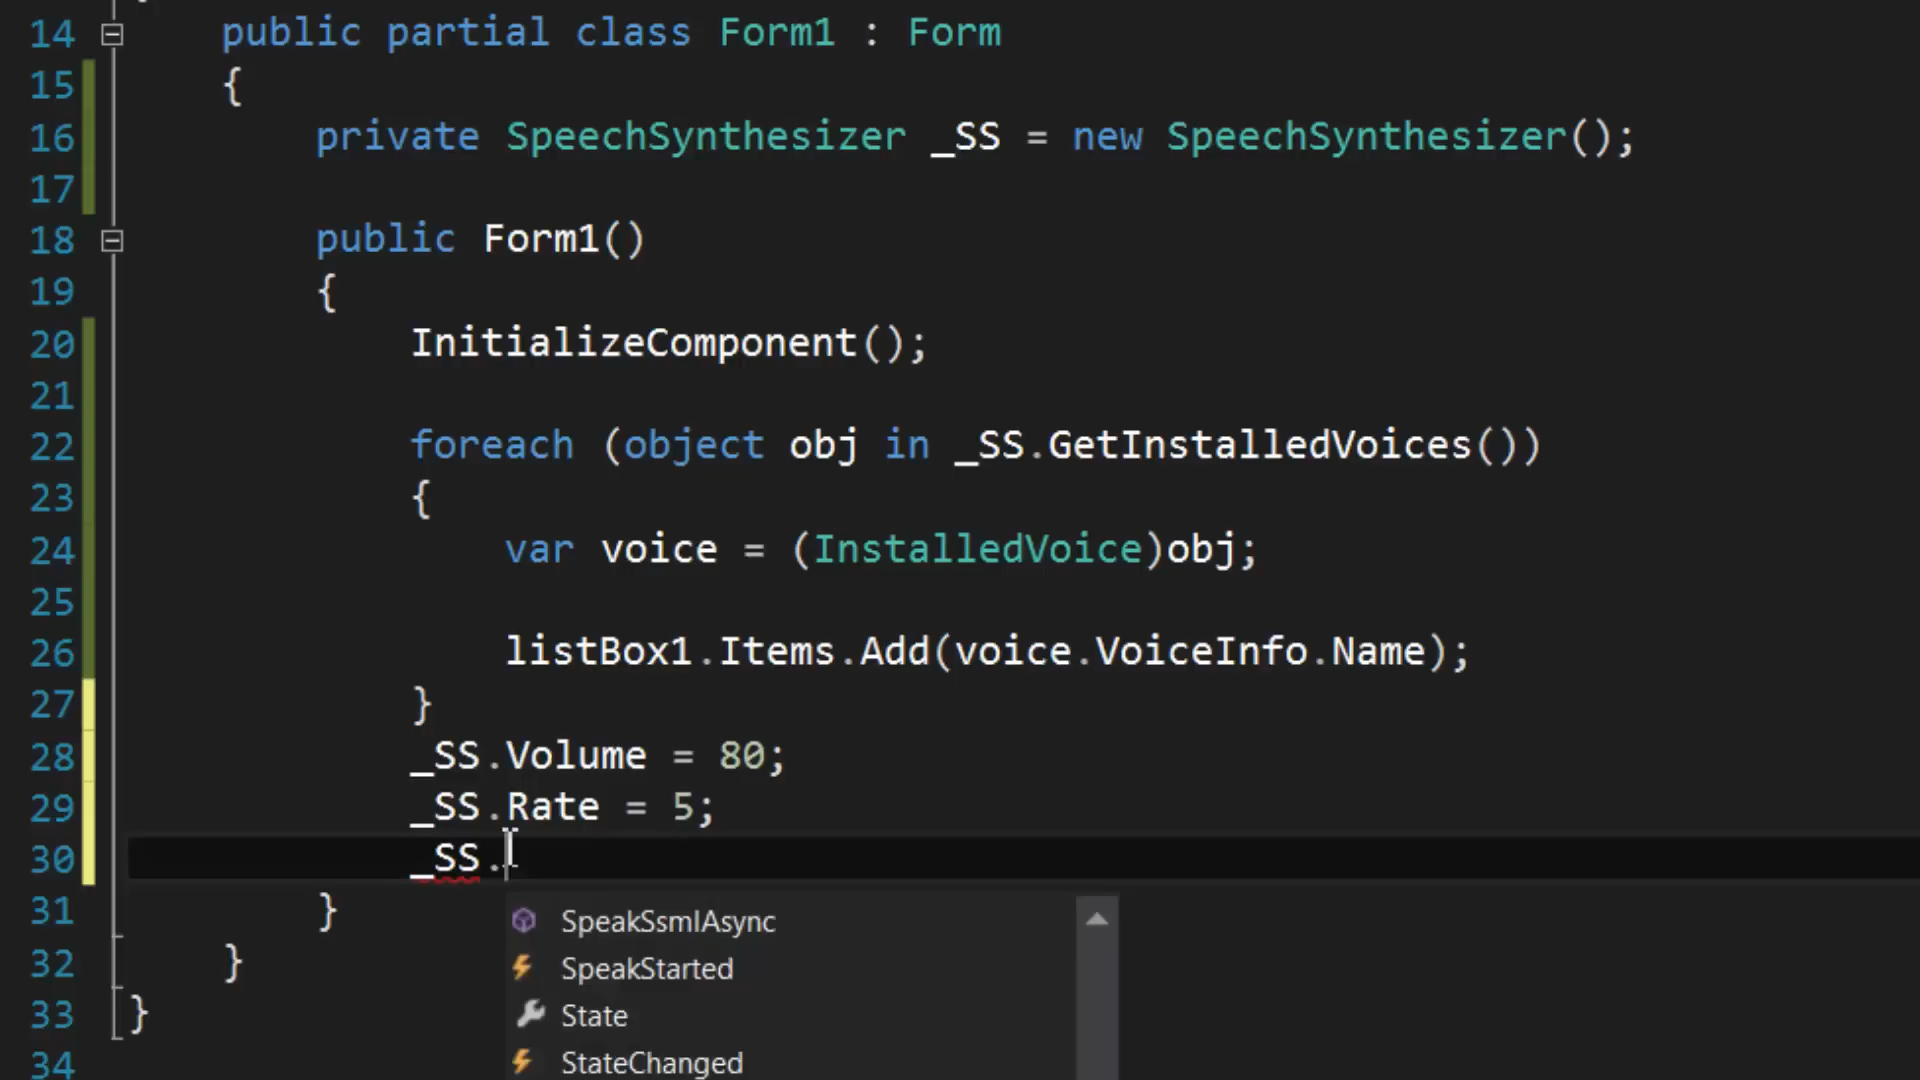 14 public partial class Form1 : Form
15 {
16 private SpeechSynthesizer _SS = new SpeechSynthesizer();
17
18 public Form1()
19 {
20 InitializeComponent();
21
22 foreach (object obj in _SS.GetInstalledVoices())
23 {
24 var voice = (InstalledVoice)obj;
25
26 listBox1.Items.Add(voice.VoiceInfo.Name);
27 }
28 _SS.Volume = 80;
29 _SS.Rate = 5;
30 _SS.
31 }
SpeakSsmlAsync
32 }
SpeakStarted
33 }
State
34
StateChanged